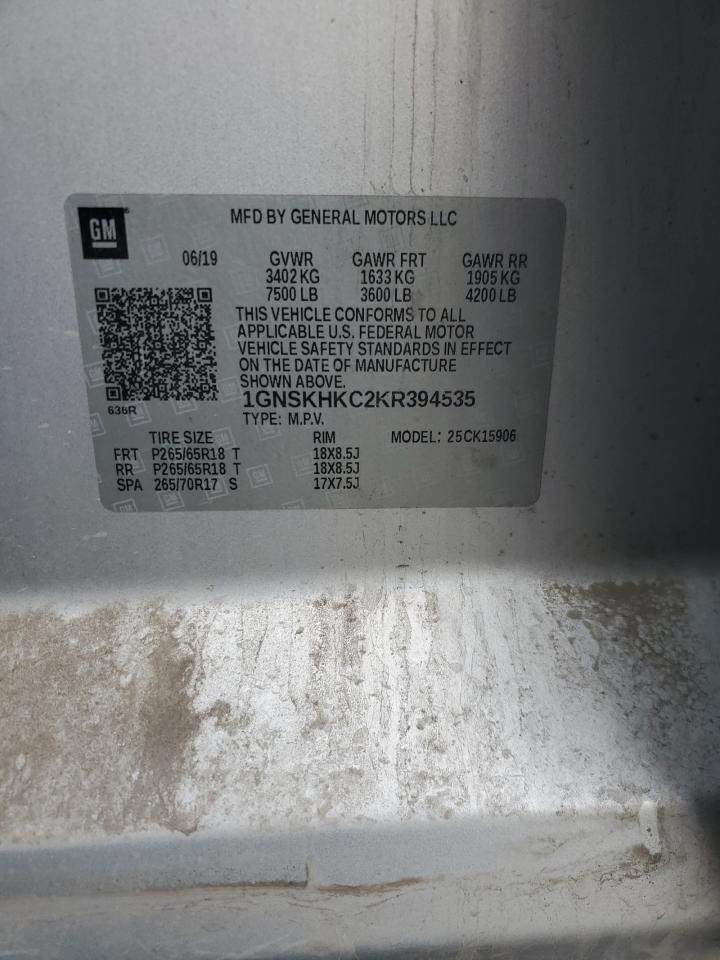 GM
MFD BY GENERAL MOTORS LLC
06/19 GVWR GAWR FRT GAWR RR
3402 KG 1633 KG 1905 KG
7500 LB 3600 LB 4200 LB
THIS VEHICLE CONFORMS TO ALL
APPLICABLE U.S. FEDERAL MOTOR
VEHICLE SAFETY STANDARDS IN EFFECT
ON THE DATE OF MANUFACTURE
SHOWN ABOVE.
1GNSKHKC2KR394535
636R
TYPE: M.P.V.
TIRE SIZE RIM MODEL: 25CK15906
FRT P265/65R18 T 18X8.5J
RR P265/65R18 T 18X8.5J
SPA 265/70R17 S 17X7.5J